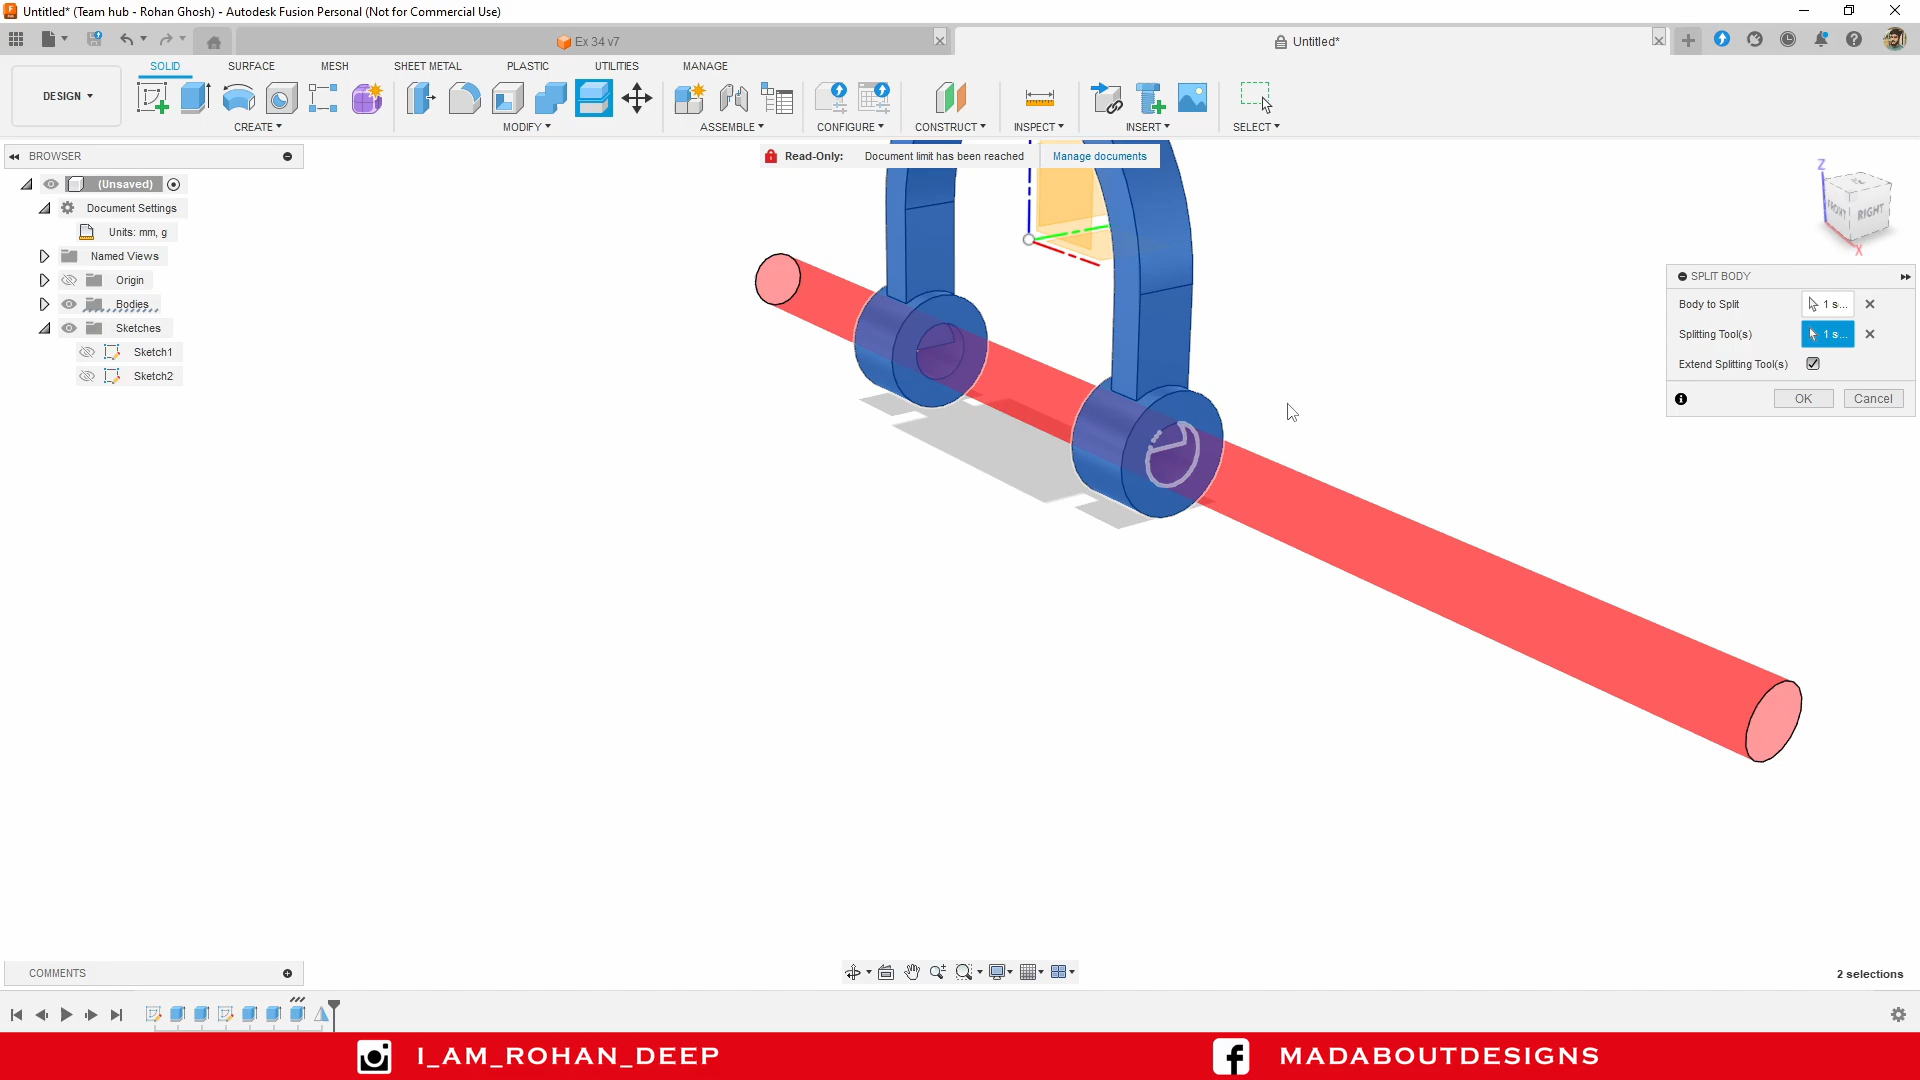 Untitled* (Team hub - Rohan Ghosh) - Autodesk Fusion Personal (Not for Commercial Use)
Ex 34 v7
Untitled*
SOLID SURFACE MESH SHEET METAL PLASTIC UTILITIES MANAGE
DESIGN
CREATE MODIFY ASSEMBLE CONFIGURE CONSTRUCT INSPECT INSERT SELECT
BROWSER
Read-Only: Document limit has been reached Manage documents
(Unsaved)
Document Settings
Units: mm, g
Named Views
Origin
Bodies
Sketches
Sketch1
Sketch2
Z
FRONT RIGHT
X
SPLIT BODY
Body to Split 1 s...
Splitting Tool(s) 1 s...
Extend Splitting Tool(s)
OK Cancel
COMMENTS
2 selections
I_AM_ROHAN_DEEP
MADABOUTDESIGNS